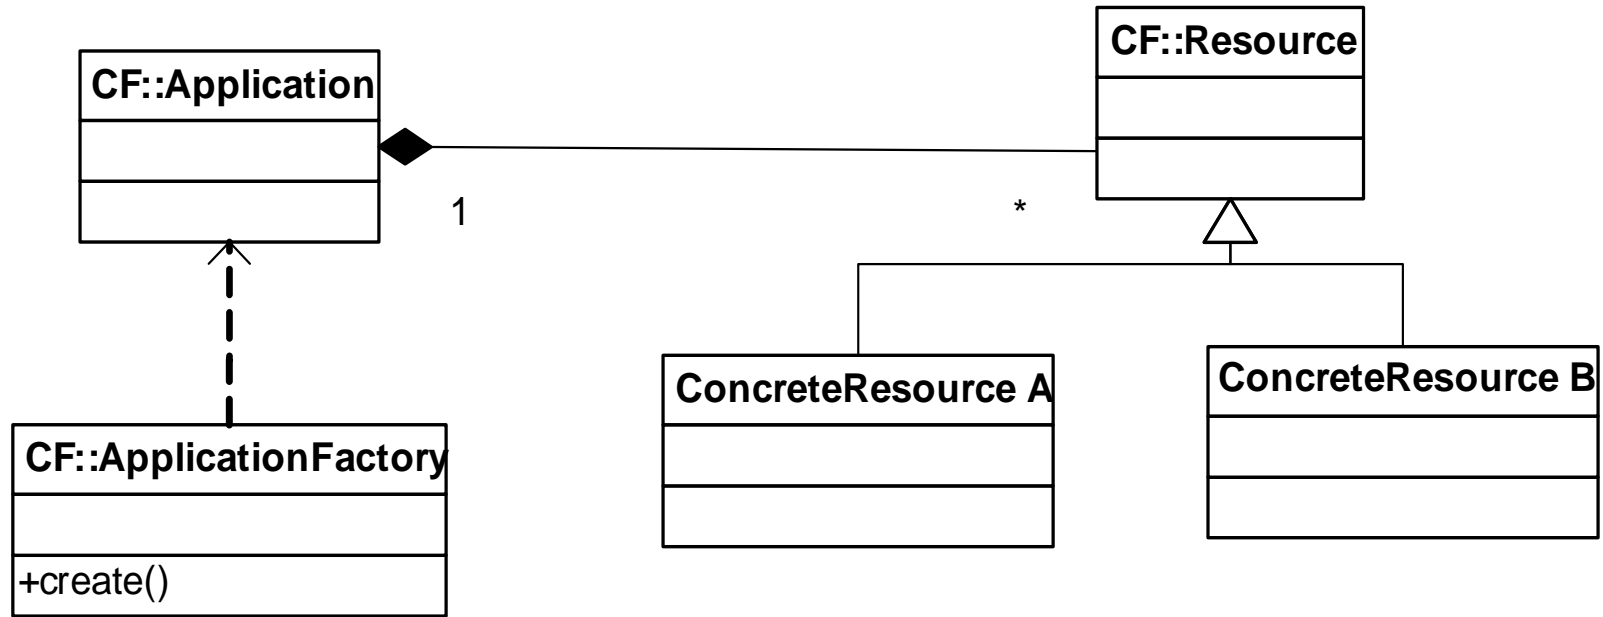 CF::Resource
CF::Application
1
*
ConcreteResource A
ConcreteResource B
CF::ApplicationFactory
+create()